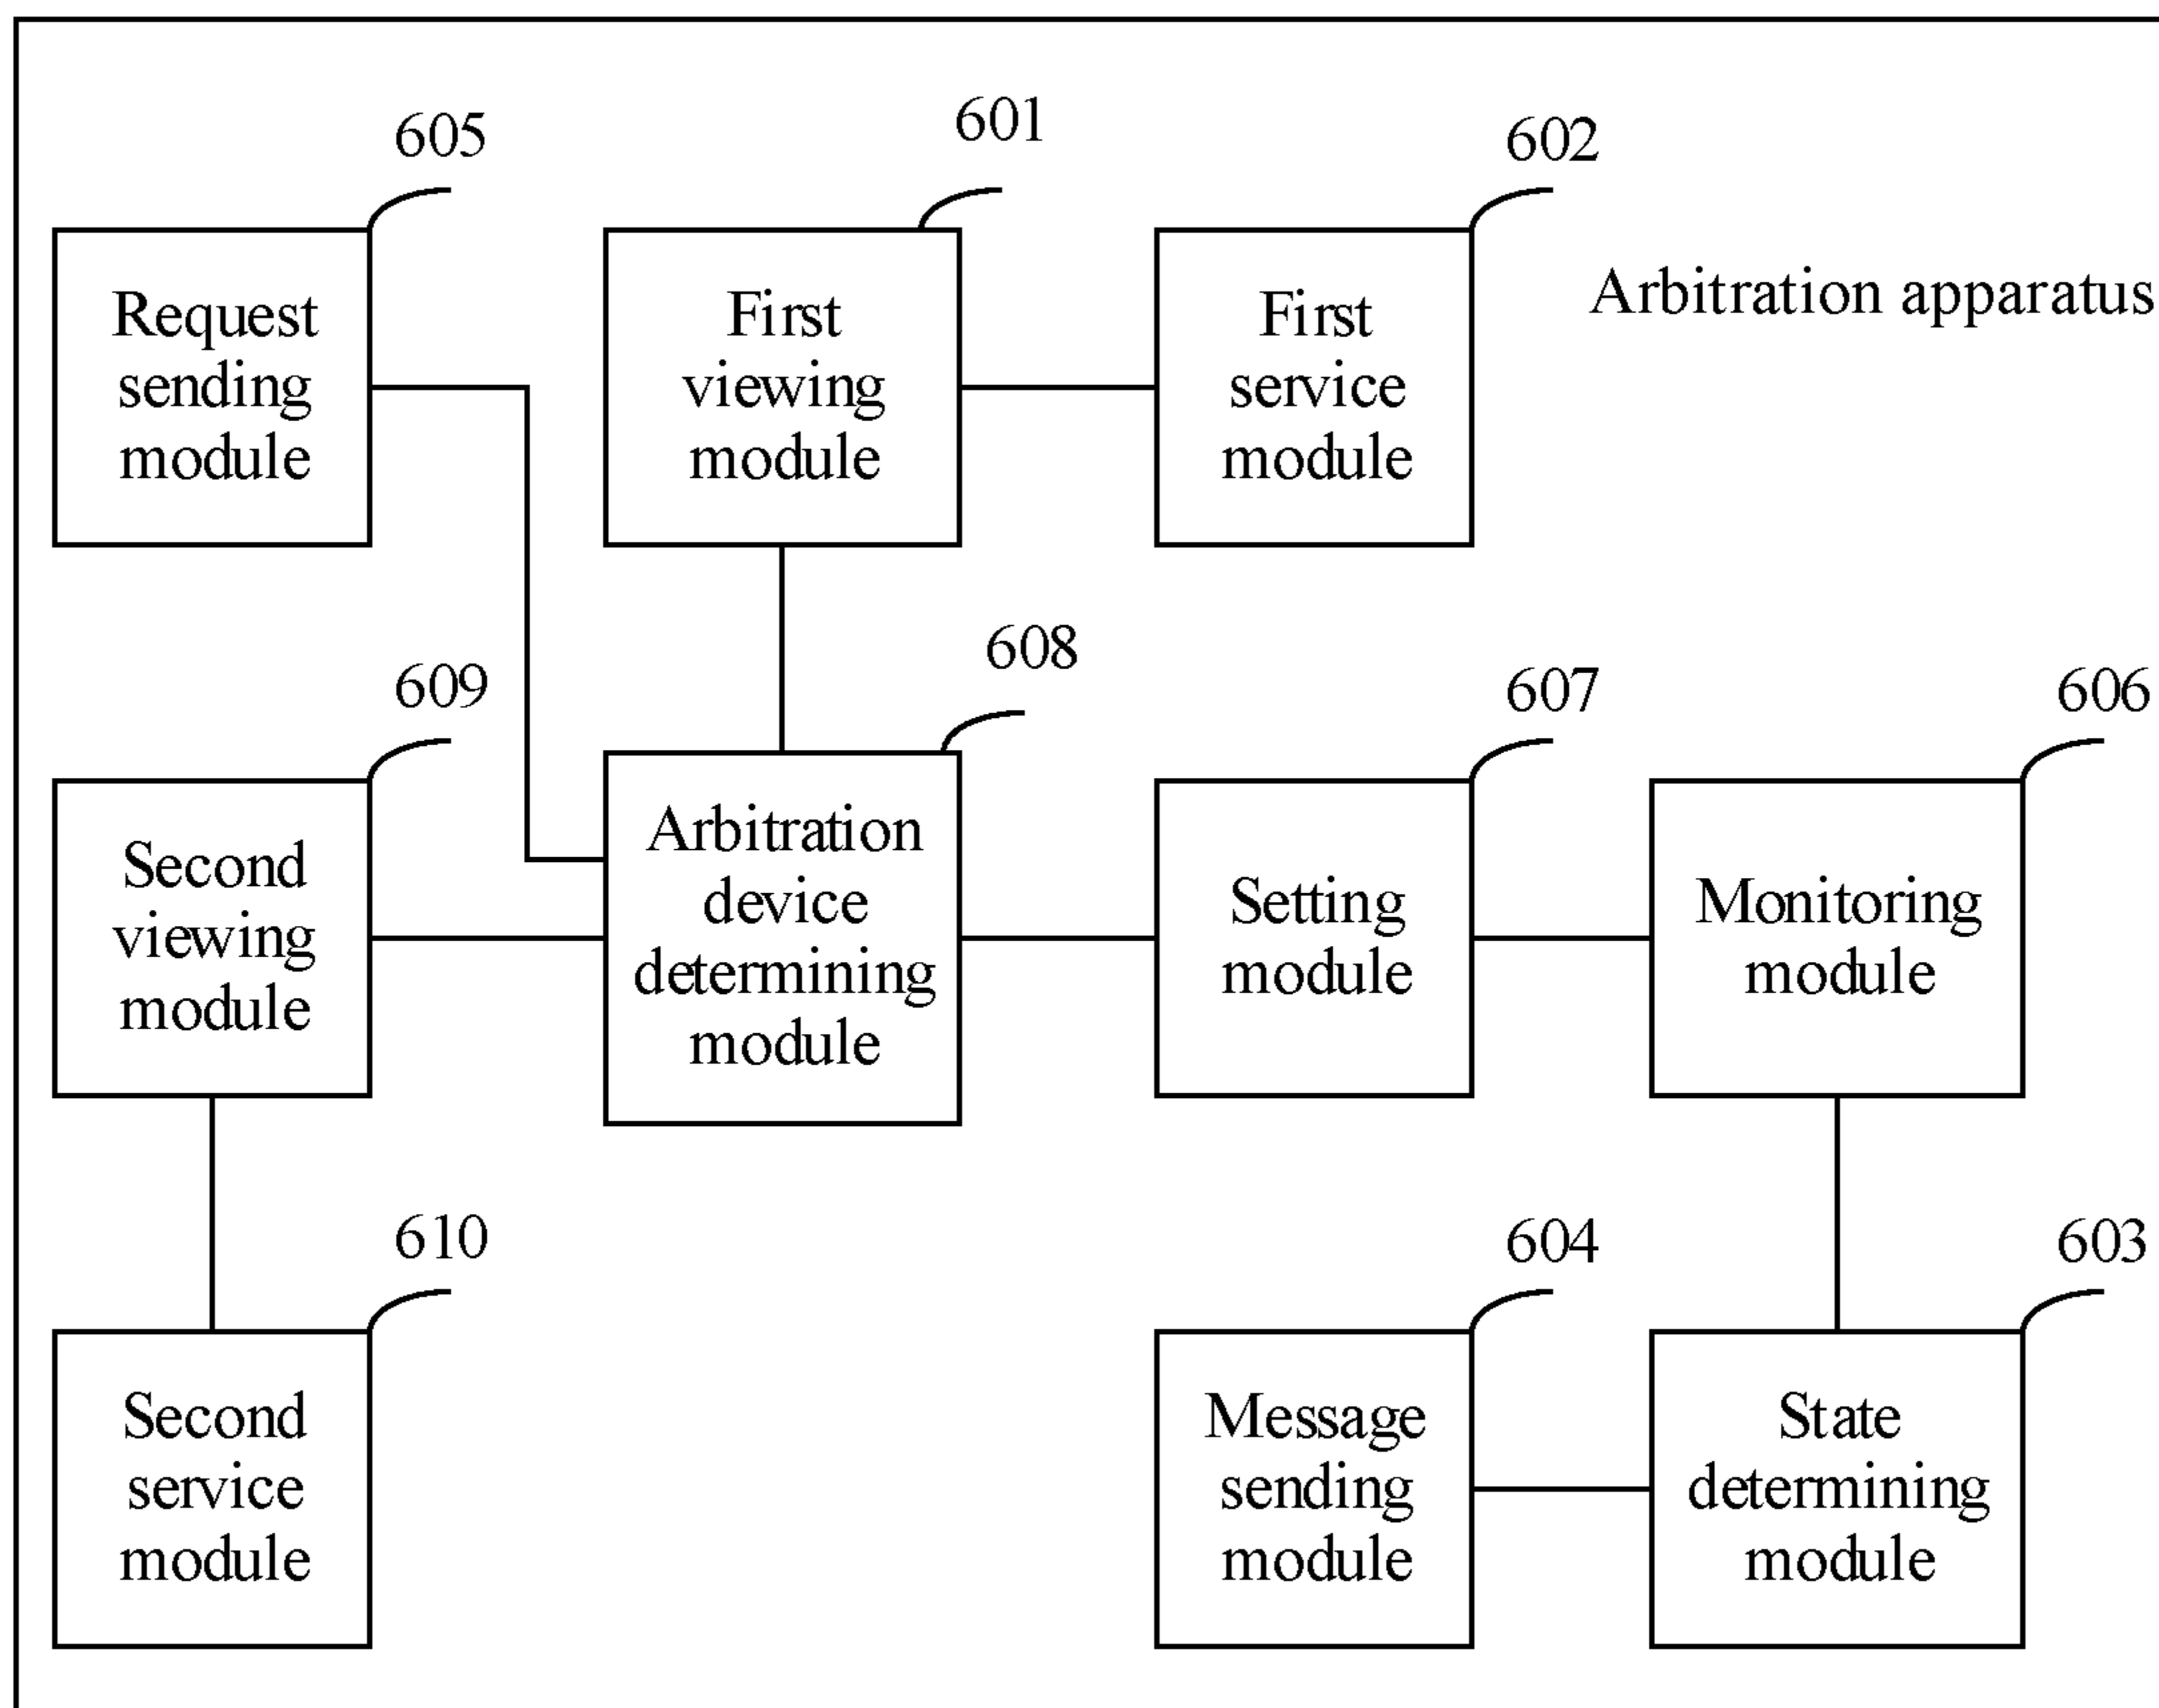 605
601
602
Request
sending
module
First
viewing
module
First
service
module
Arbitration apparatus
609
608
607
606
Second
viewing
module
Arbitration
device
determining
module
Setting
module
Monitoring
module
610
604
603
Second
service
module
Message
sending
module
State
determining
module